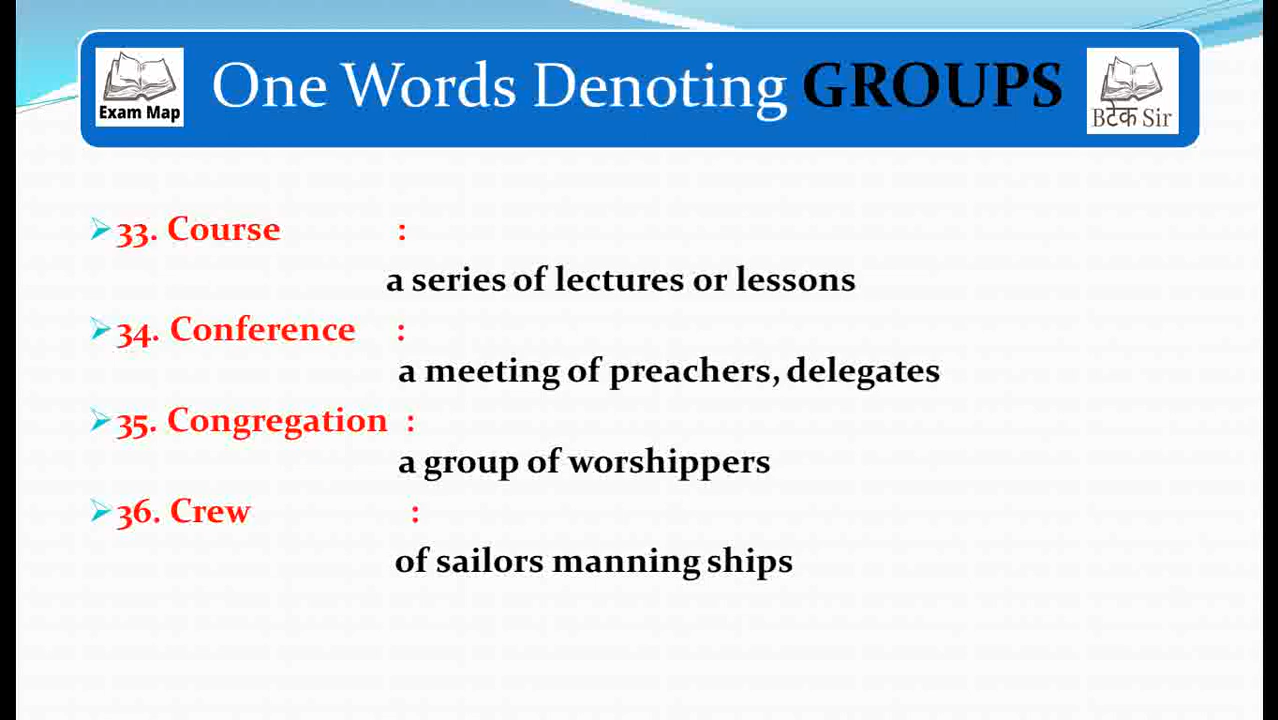 One Words Denoting GROUPS
Exam Map
Bटेक Sir
33. Course :
a series of lectures or lessons
34. Conference :
a meeting of preachers, delegates
35. Congregation :
a group of worshippers
36. Crew :
of sailors manning ships